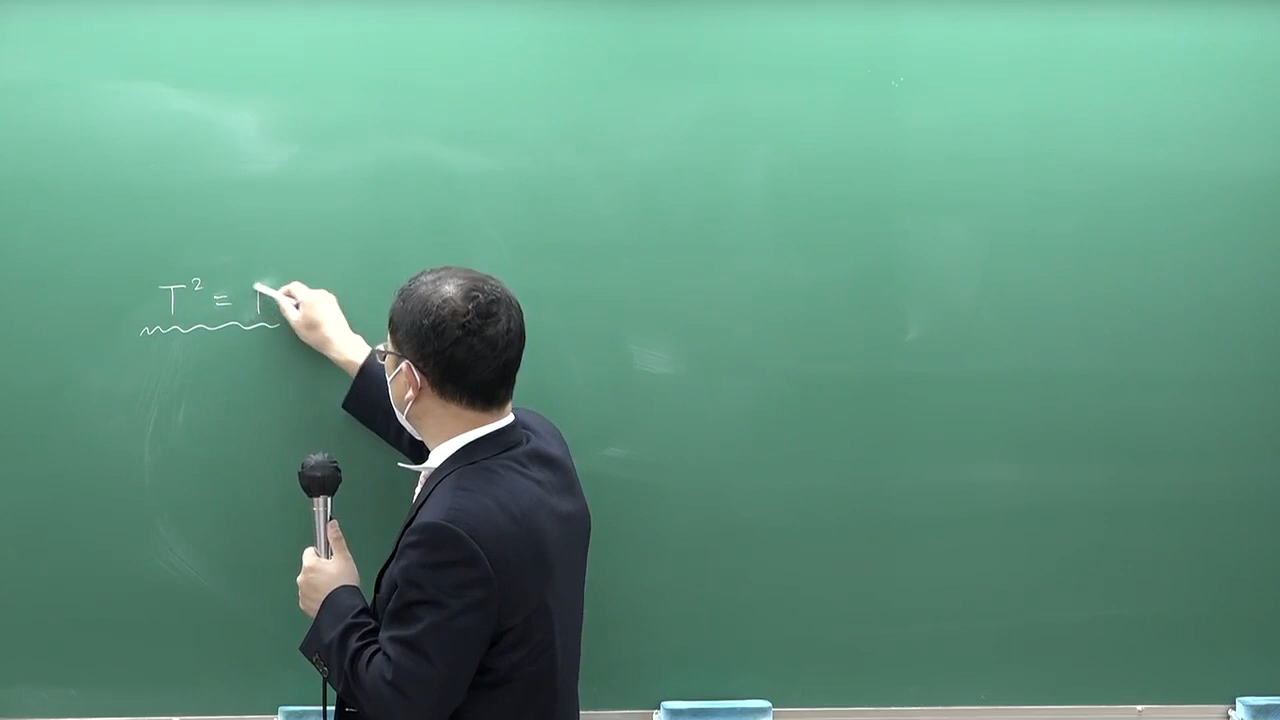 T² =